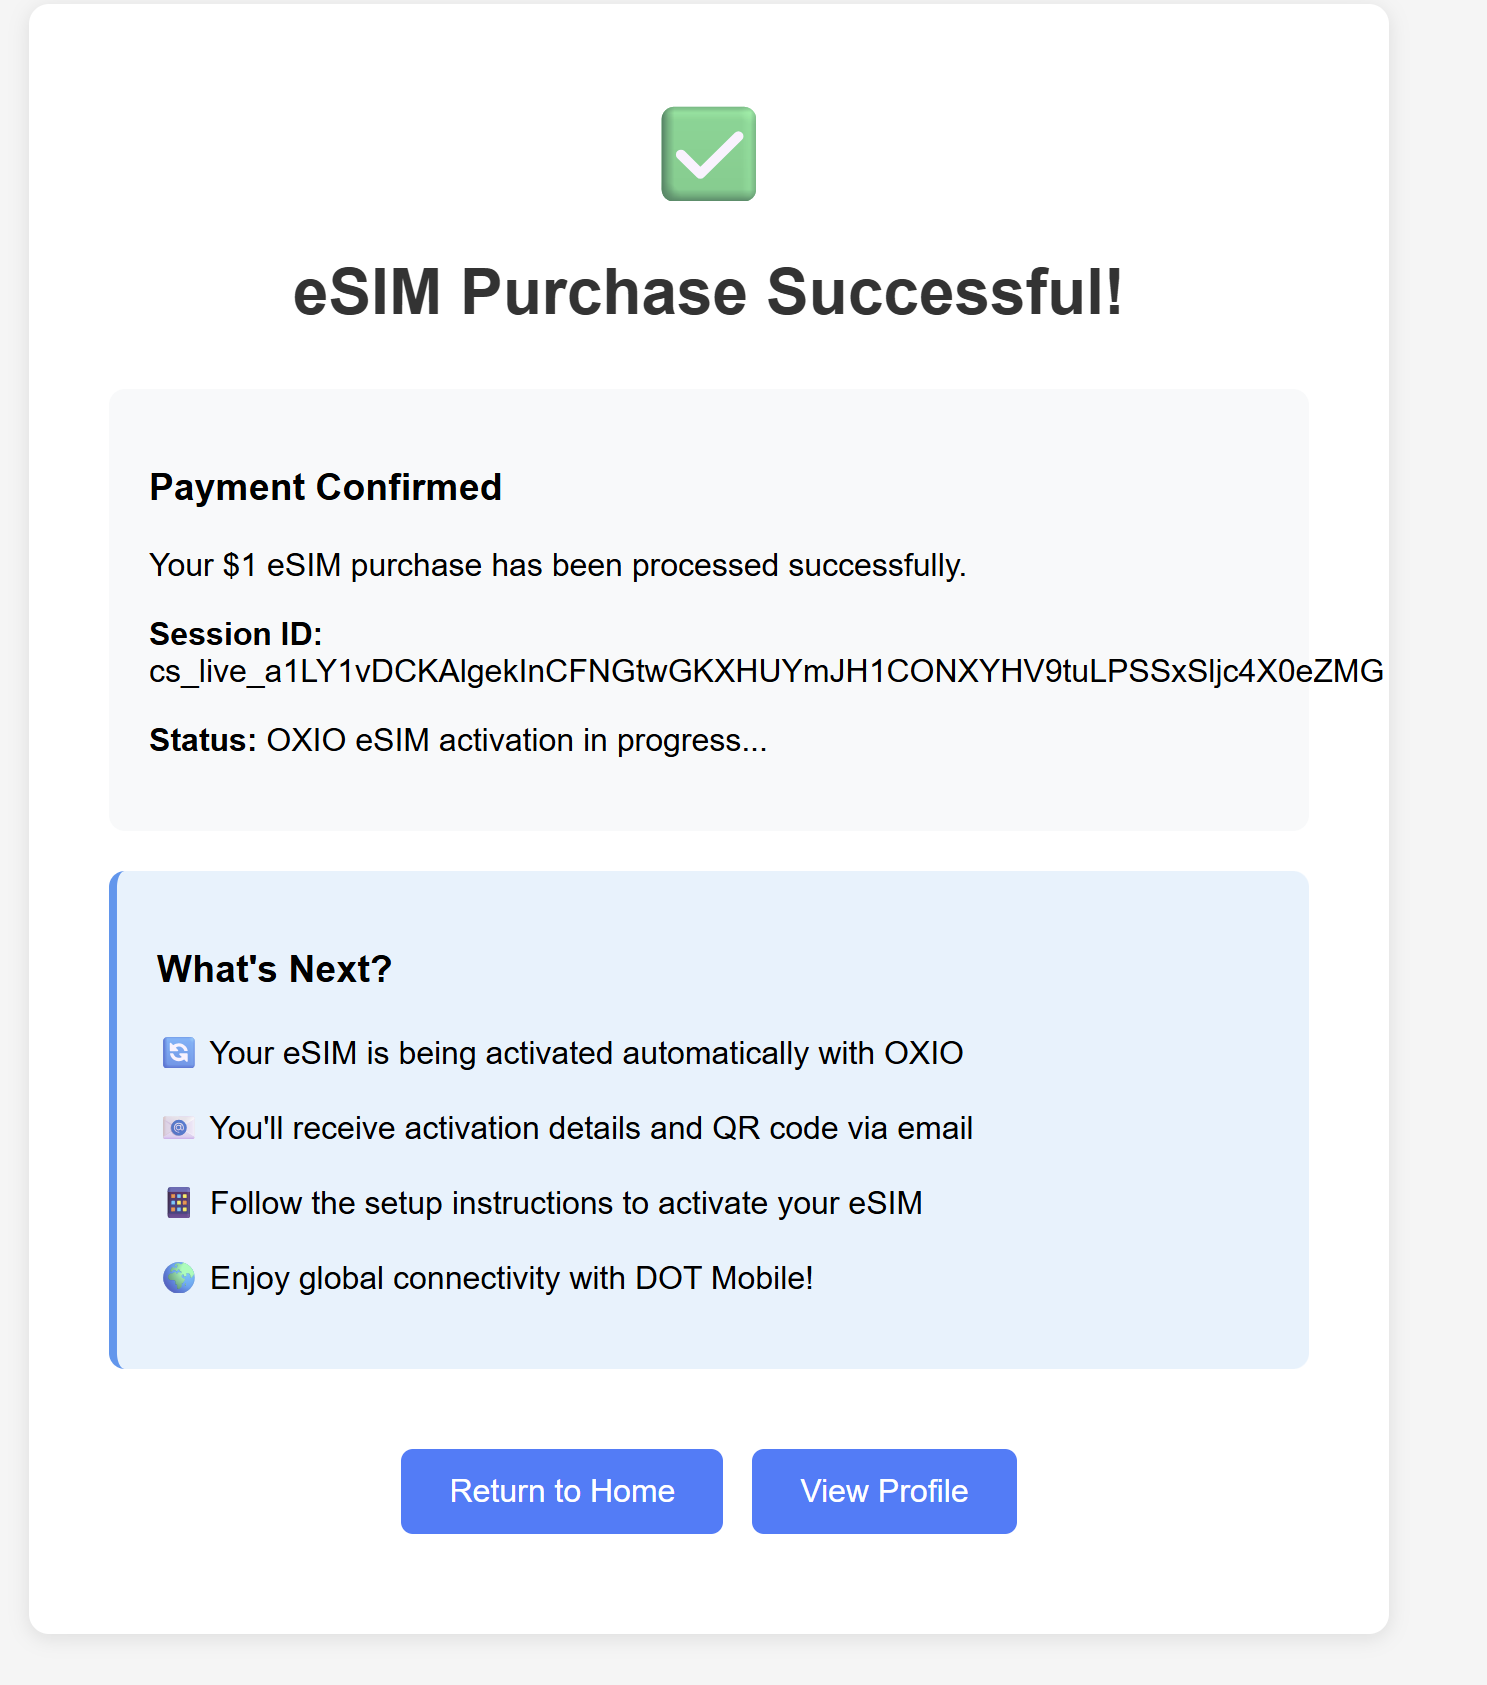 eSIM Purchase Successful!
Payment Confirmed
Your $1 eSIM purchase has been processed successfully.
Session ID:
cs_live_a1LY1vDCKAlgekInCFNGtwGKXHUYmJH1CONXYHV9tuLPSSxSljc4X0eZMG
Status: OXIO eSIM activation in progress...
What's Next?
Your eSIM is being activated automatically with OXIO
You'll receive activation details and QR code via email
Follow the setup instructions to activate your eSIM
Enjoy global connectivity with DOT Mobile!
Return to Home
View Profile